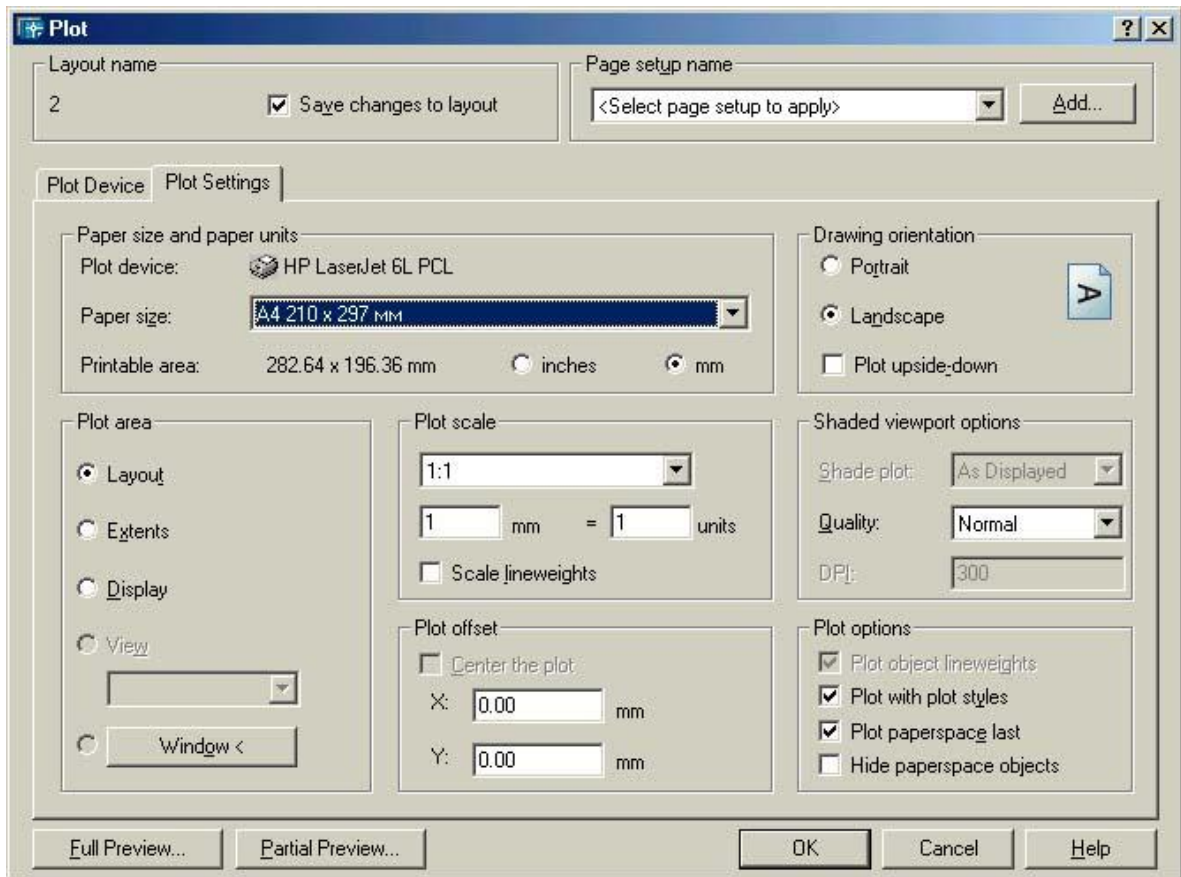 Plot
Layout name
2
Save changes to layout
Page setup name
<Select page setup to apply>
Add...
Plot Device
Plot Settings
Paper size and paper units
Plot device:
HP LaserJet 6L PCL
Paper size:
A4 210 x 297 мм
Printable area:
282.64 x 196.36 mm
inches
mm
Drawing orientation
Portrait
Landscape
A
Plot upside-down
Plot area
Layout
Extents
Display
View
Window <
Plot scale
1:1
1 mm = 1 units
Scale lineweights
Plot offset
Center the plot
X: 0.00 mm
Y: 0.00 mm
Shaded viewport options
Shade plot: As Displayed
Quality: Normal
DPI: 300
Plot options
Plot object lineweights
Plot with plot styles
Plot paperspace last
Hide paperspace objects
Full Preview...
Partial Preview...
OK
Cancel
Help